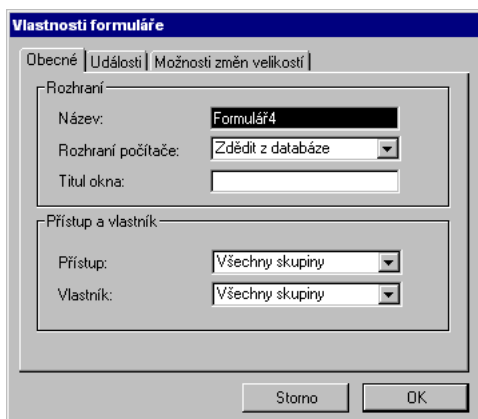 Vlastnosti formuláře
Obecné Události Možnosti změn velikostí
Rozhraní
Název: Formulář4
Rozhraní počítače: Zdědit z databáze
Titul okna:
Přístup a vlastník
Přístup: Všechny skupiny
Vlastník: Všechny skupiny
Storno OK